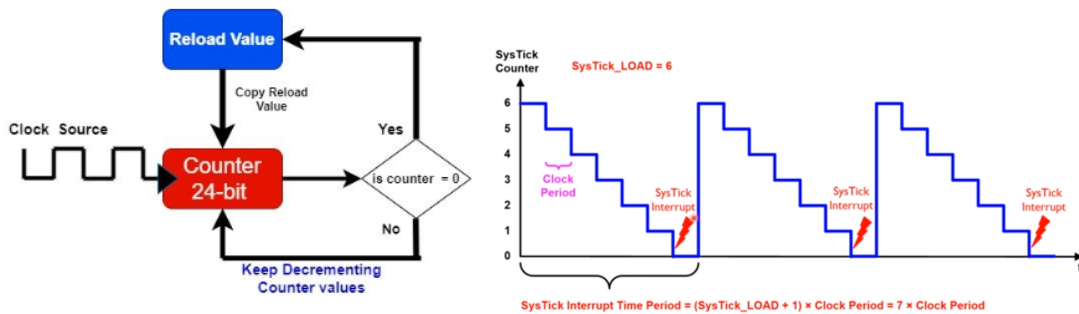 Reload Value
Copy Reload
Value
Clock Source
Yes
Counter
24-bit
is counter = 0
No
Keep Decrementing
Counter values
SysTick
Counter
SysTick_LOAD = 6
6
5
4
3
2
1
0
Clock
Period
SysTick
Interrupt
SysTick
Interrupt
SysTick
Interrupt
SysTick Interrupt Time Period = (SysTick_LOAD + 1) × Clock Period = 7 × Clock Period